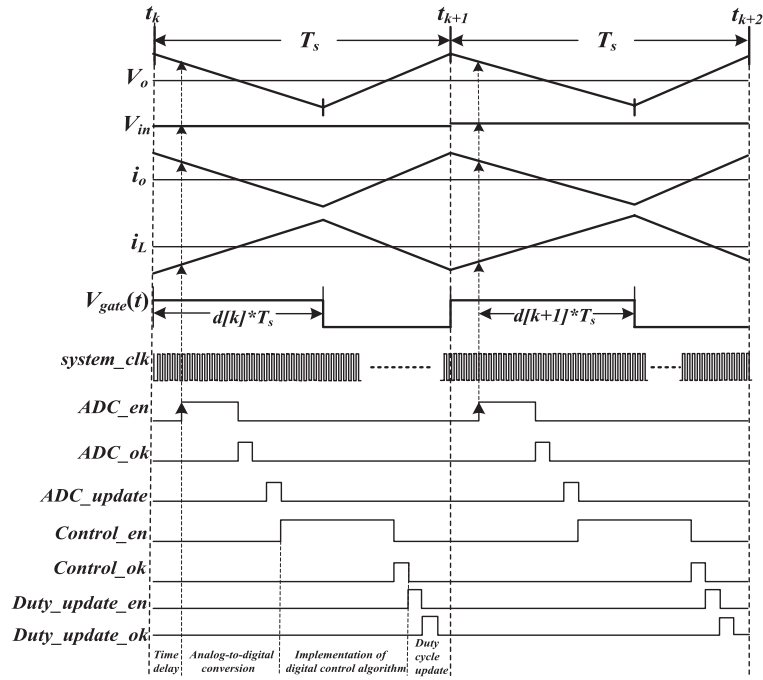 t_k t_{k+1} t_{k+2}
T_s T_s
V_o
V_in
i_o
i_L
V_gate(t)
d[k]*T_s d[k+1]*T_s
system_clk
ADC_en
ADC_ok
ADC_update
Control_en
Control_ok
Duty_update_en
Duty_update_ok
Time delay
Analog-to-digital conversion
Implementation of digital control algorithm
Duty cycle update